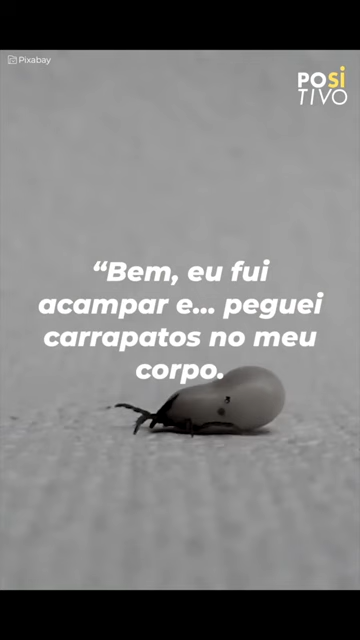 Pixabay
POSI
TIVO
“Bem, eu fui
acampar e... peguei
carrapatos no meu
corpo.